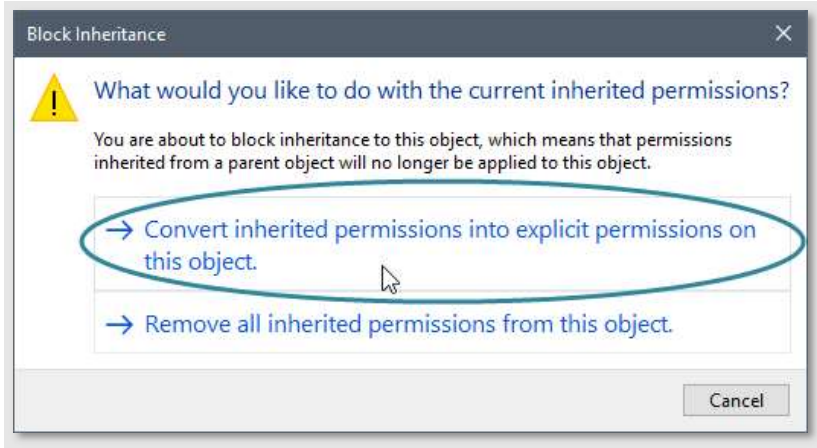 Block Inheritance
What would you like to do with the current inherited permissions?
You are about to block inheritance to this object, which means that permissions
inherited from a parent object will no longer be applied to this object.
Convert inherited permissions into explicit permissions on
this object.
Remove all inherited permissions from this object.
Cancel